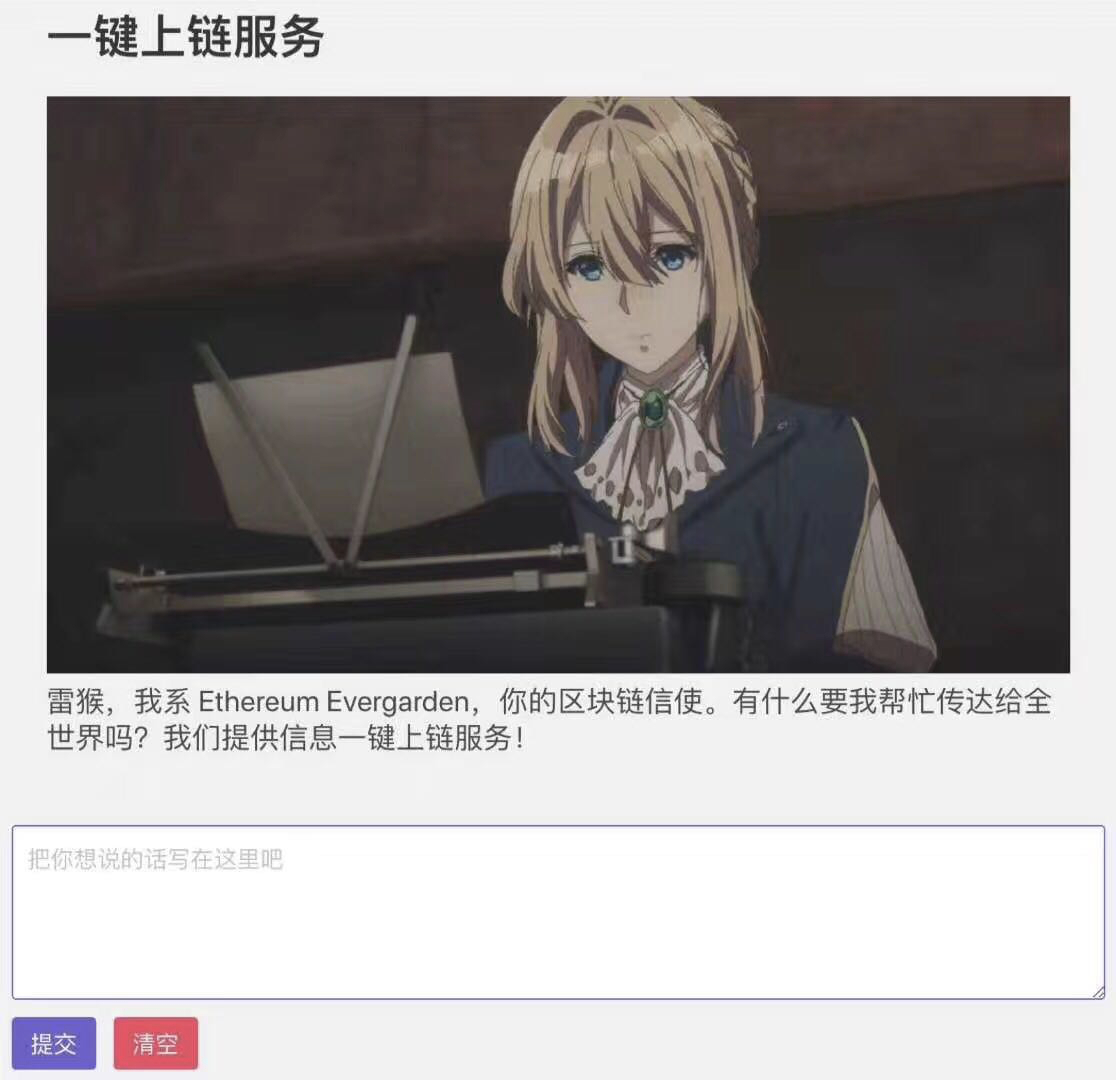 一键上链服务
雷猴，我系 Ethereum Evergarden，你的区块链信使。有什么要我帮忙传达给全
世界吗？我们提供信息一键上链服务！
把你想说的话写在这里吧
提交 清空